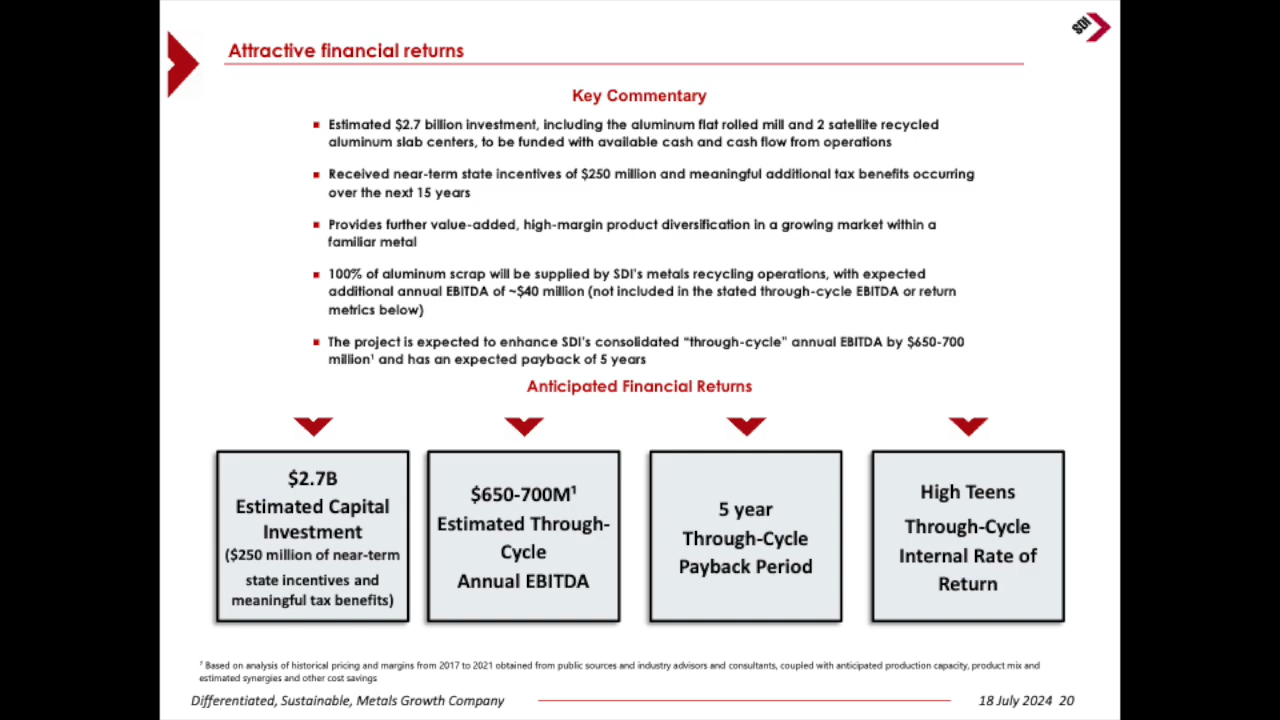 SDI
Attractive financial returns
Key Commentary
Estimated $2.7 billion investment, including the aluminum flat rolled mill and 2 satellite recycled
aluminum slab centers, to be funded with available cash and cash flow from operations
Received near-term state incentives of $250 million and meaningful additional tax benefits occurring
over the next 15 years
Provides further value-added, high-margin product diversification in a growing market within a
familiar metal
100% of aluminum scrap will be supplied by SDI's metals recycling operations, with expected
additional annual EBITDA of ~$40 million (not included in the stated through-cycle EBITDA or return
metrics below)
The project is expected to enhance SDI's consolidated “through-cycle” annual EBITDA by $650-700
million¹ and has an expected payback of 5 years
Anticipated Financial Returns
$2.7B
Estimated Capital
Investment
($250 million of near-term
state incentives and
meaningful tax benefits)
$650-700M¹
Estimated Through-
Cycle
Annual EBITDA
5 year
Through-Cycle
Payback Period
High Teens
Through-Cycle
Internal Rate of
Return
¹ Based on analysis of historical pricing and margins from 2017 to 2021 obtained from public sources and industry advisors and consultants, coupled with anticipated production capacity, product mix and
estimated synergies and other cost savings
Differentiated, Sustainable, Metals Growth Company
18 July 2024 20